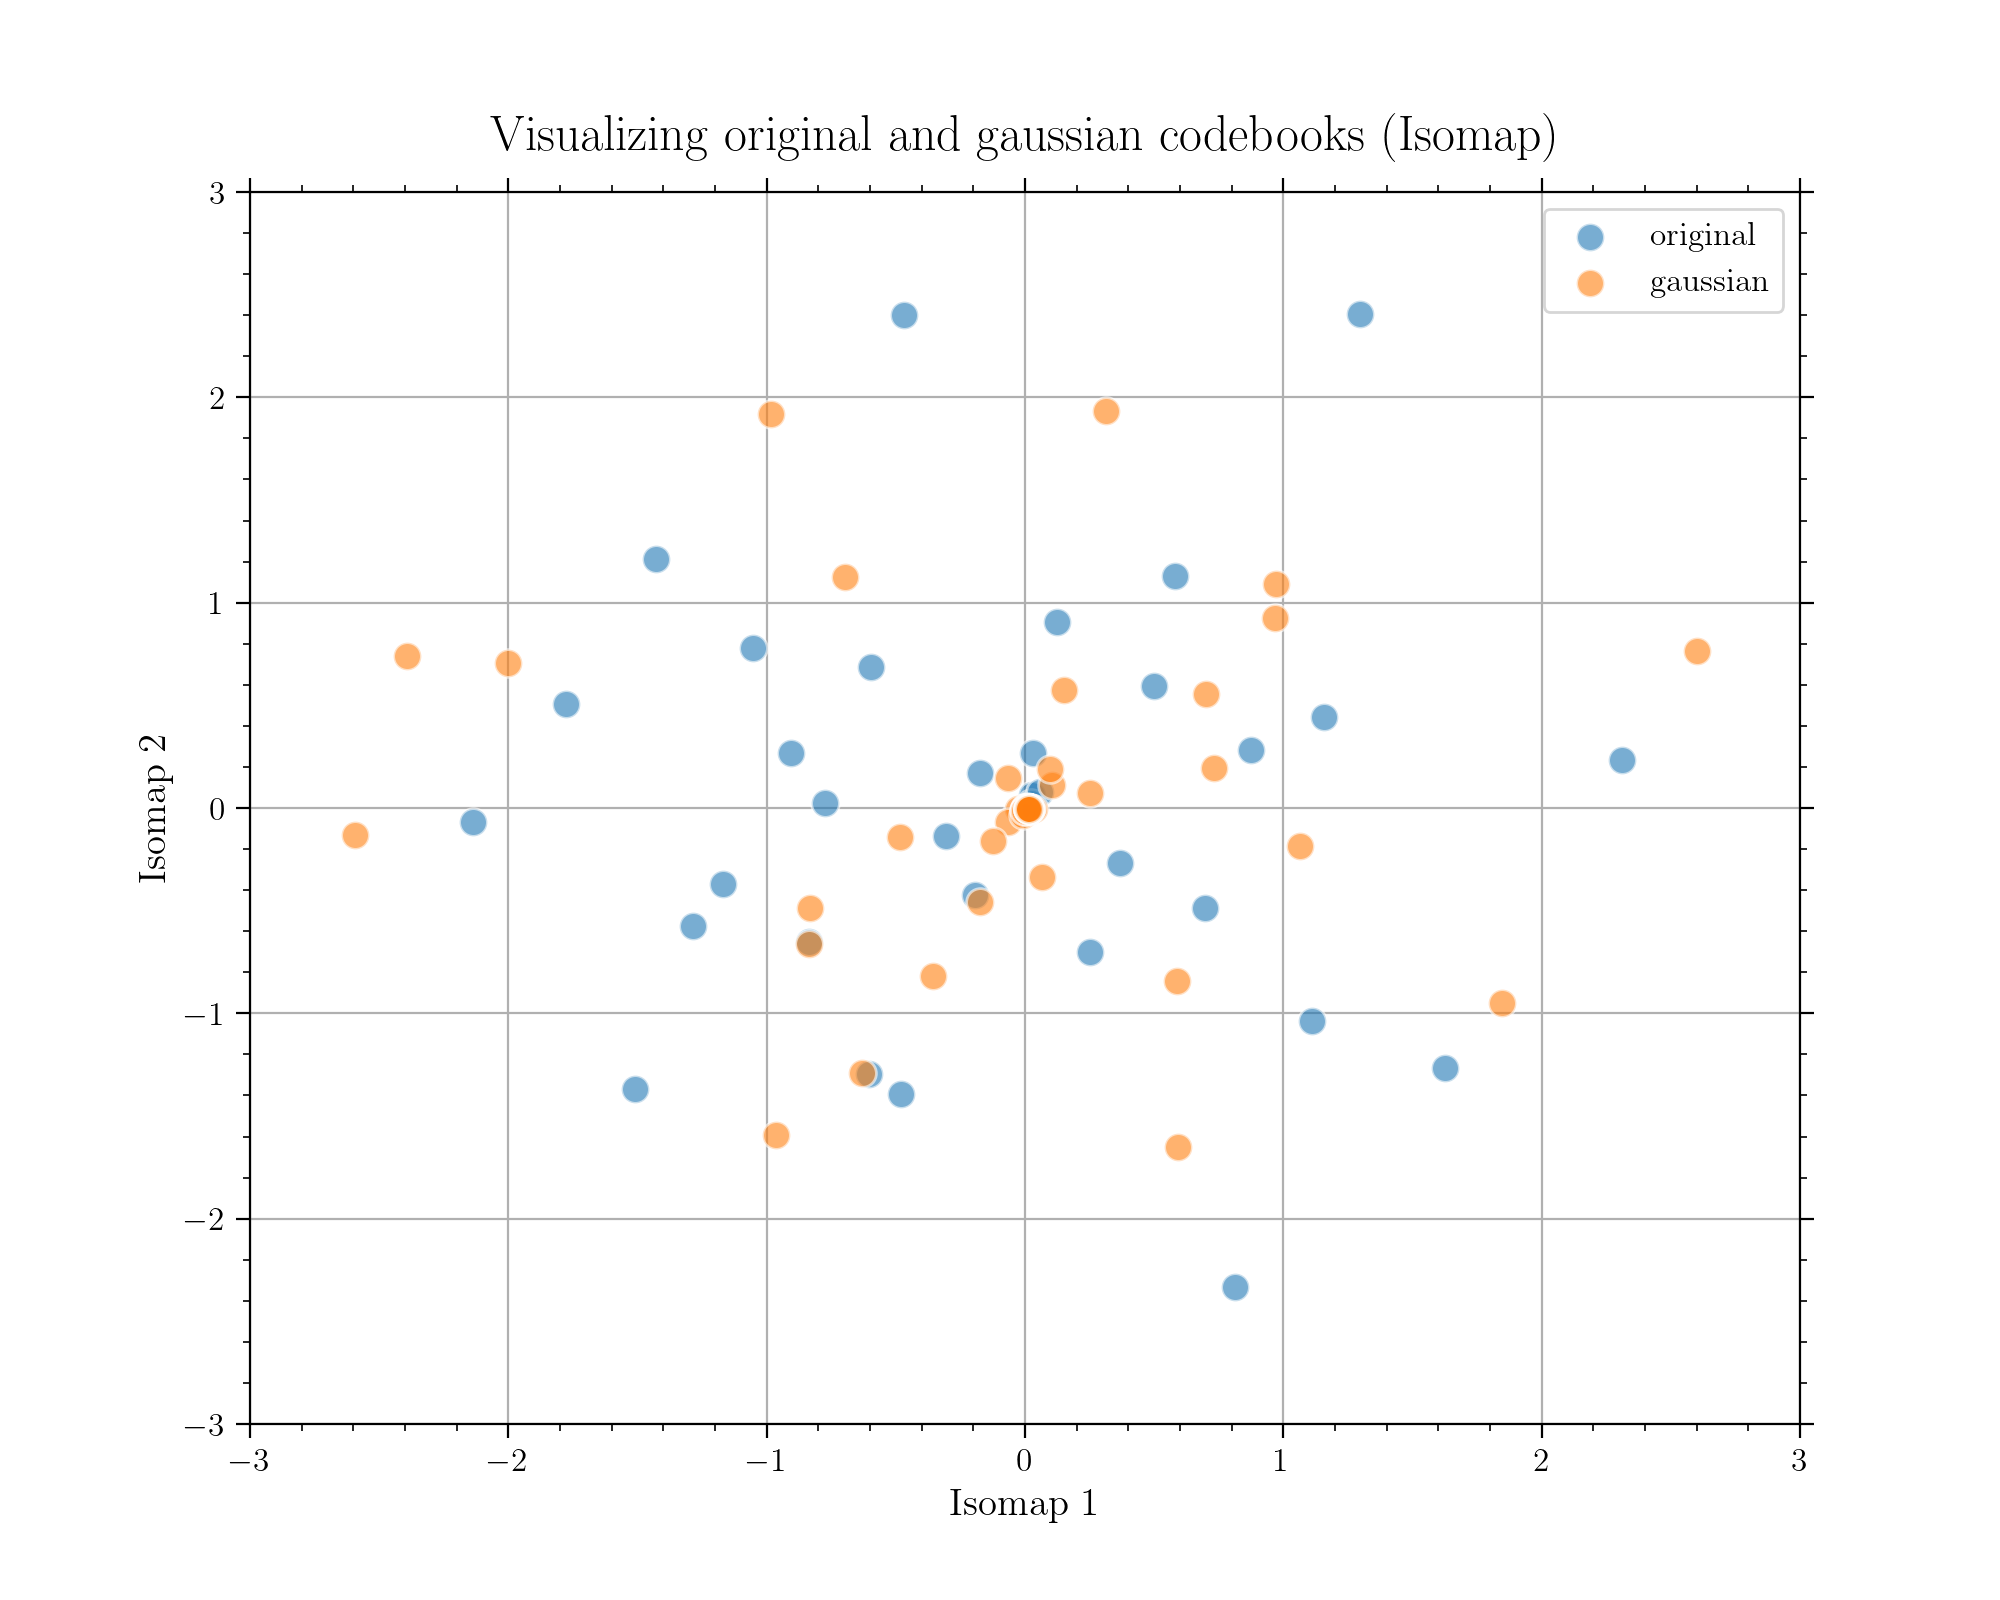 Visualizing original and gaussian codebooks (Isomap)
original
gaussian
3
2
1
0
−1
−2
−3
Isomap 2
−3
−2
−1
0
1
2
3
Isomap 1